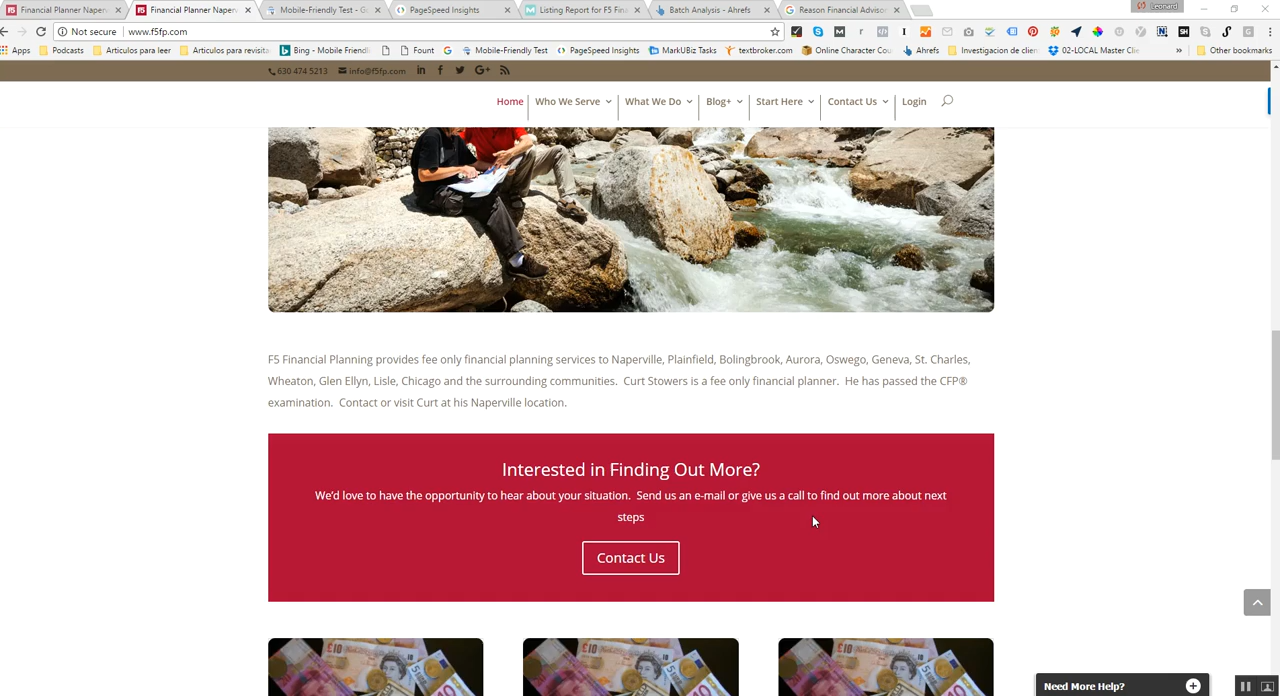 Financial Planner Naper
Financial Planner Naper
Mobile-Friendly Test - G
PageSpeed Insights
Listing Report for F5 Fin
Batch Analysis - Ahrefs
Reason Financial Advisor
Leonard
Not secure
www.f5fp.com
Apps
Podcasts
Articulos para leer
Articulos para revisita
Bing - Mobile Friendl
Fount
Mobile-Friendly Test
PageSpeed Insights
MarkUBiz Tasks
textbroker.com
Online Character Cou
Ahrefs
Investigacion de clien
02-LOCAL Master Clie
»
Other bookmarks
630 474 5213
info@f5fp.com
Home
Who We Serve
What We Do
Blog+
Start Here
Contact Us
Login
F5 Financial Planning provides fee only financial planning services to Naperville, Plainfield, Bolingbrook, Aurora, Oswego, Geneva, St. Charles,
Wheaton, Glen Ellyn, Lisle, Chicago and the surrounding communities. Curt Stowers is a fee only financial planner. He has passed the CFP®
examination. Contact or visit Curt at his Naperville location.
Interested in Finding Out More?
We'd love to have the opportunity to hear about your situation. Send us an e-mail or give us a call to find out more about next
steps
Contact Us
Need More Help?